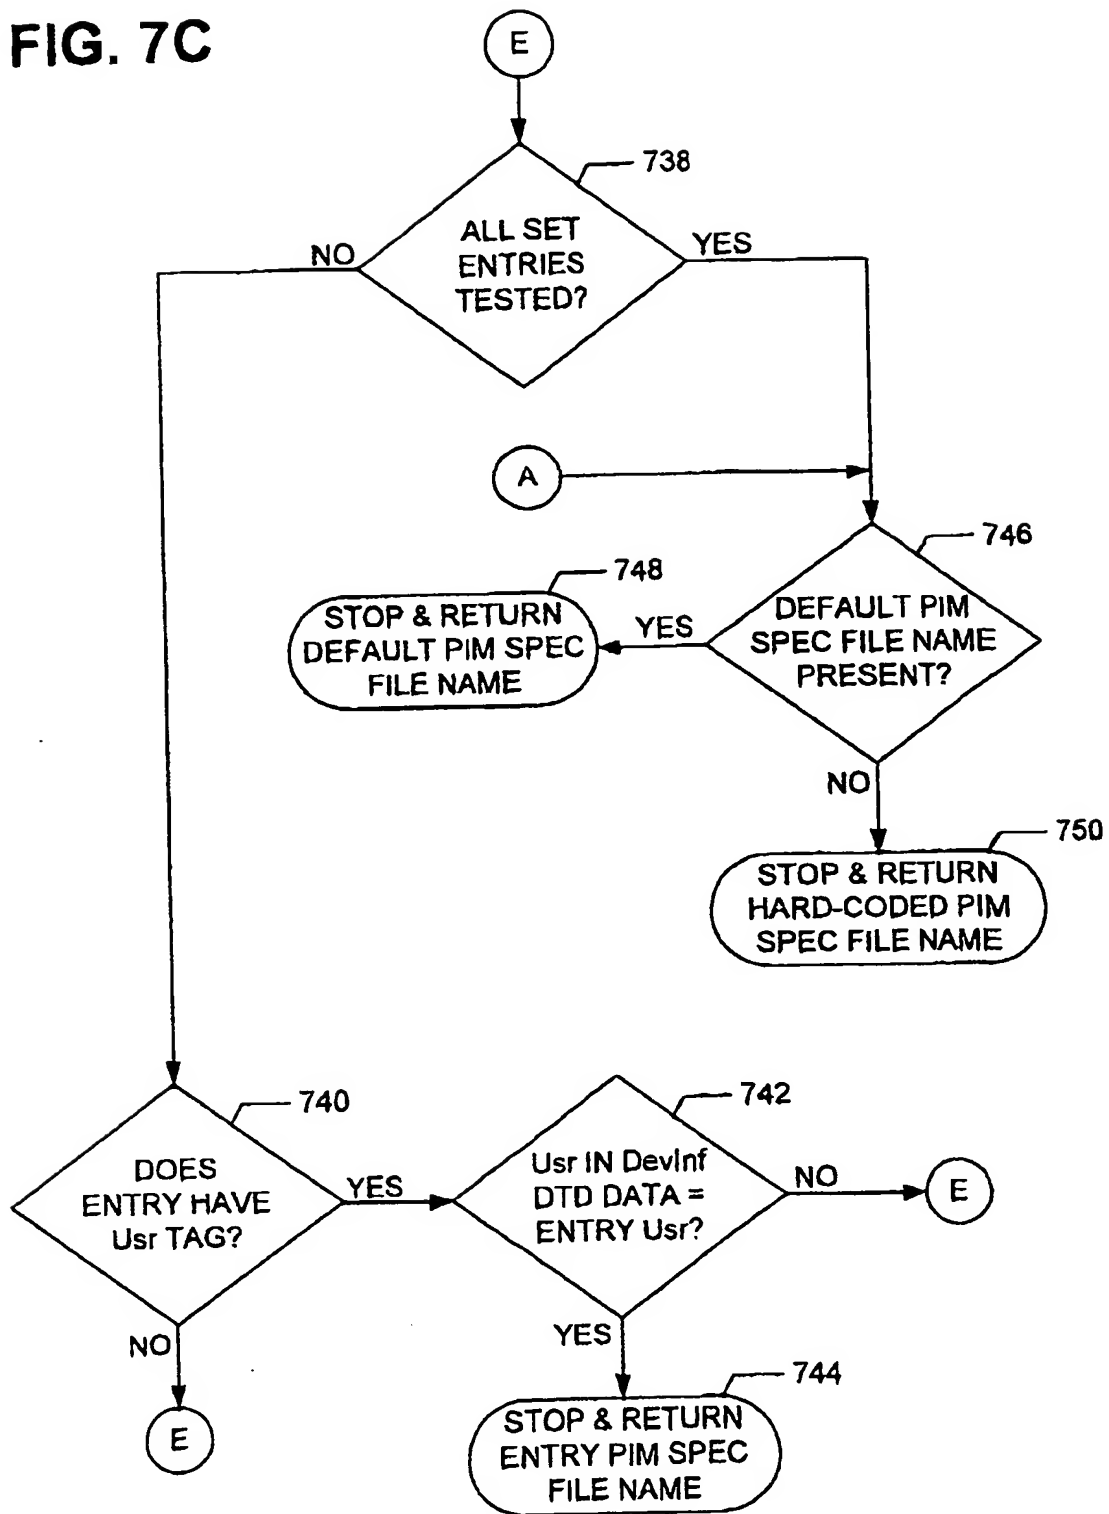 FIG. 7C
E
738
ALL SET
ENTRIES
TESTED?
NO
YES
A
746
DEFAULT PIM
SPEC FILE NAME
PRESENT?
748
STOP & RETURN
DEFAULT PIM SPEC
FILE NAME
YES
NO
750
STOP & RETURN
HARD-CODED PIM
SPEC FILE NAME
740
DOES
ENTRY HAVE
Usr TAG?
YES
742
Usr IN DevInf
DTD DATA =
ENTRY Usr?
NO
E
NO
E
YES
744
STOP & RETURN
ENTRY PIM SPEC
FILE NAME